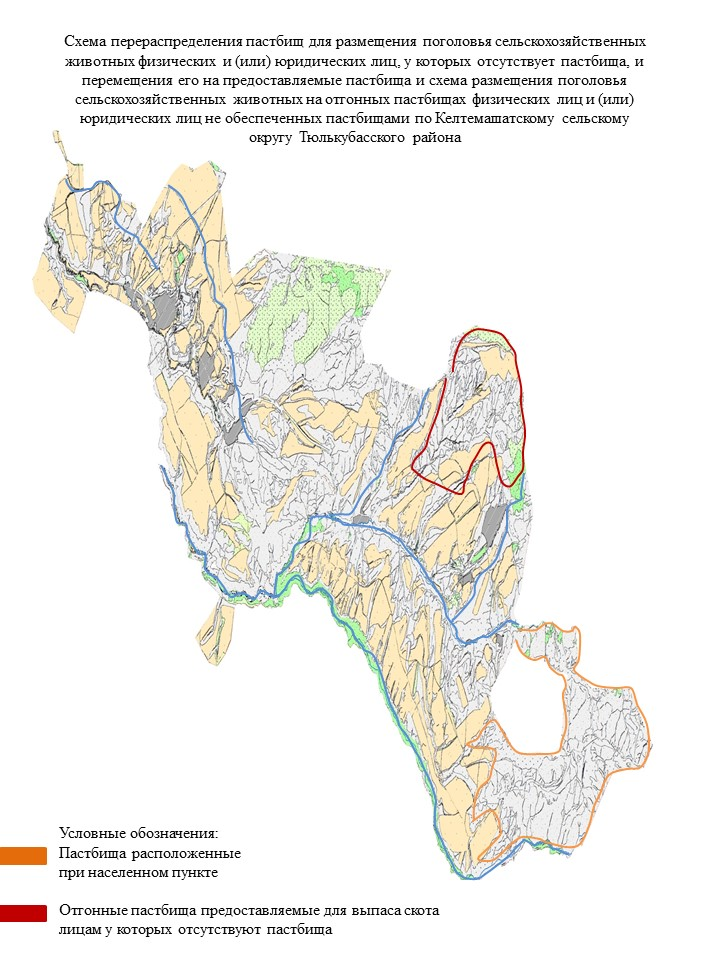 Схема перераспределения пастбищ для размещения поголовья сельскохозяйственных
животных физических и (или) юридических лиц, у которых отсутствует пастбища, и
перемещения его на предоставляемые пастбища и схема размещения поголовья
сельскохозяйственных животных на отгонных пастбищах физических лиц и (или)
юридических лиц не обеспеченных пастбищами по Келтемашатскому сельскому
округу Тюлькубасского района
Условные обозначения:
Пастбища расположенные
при населенном пункте
Отгонные пастбища предоставляемые для выпаса скота
лицам у которых отсутствуют пастбища